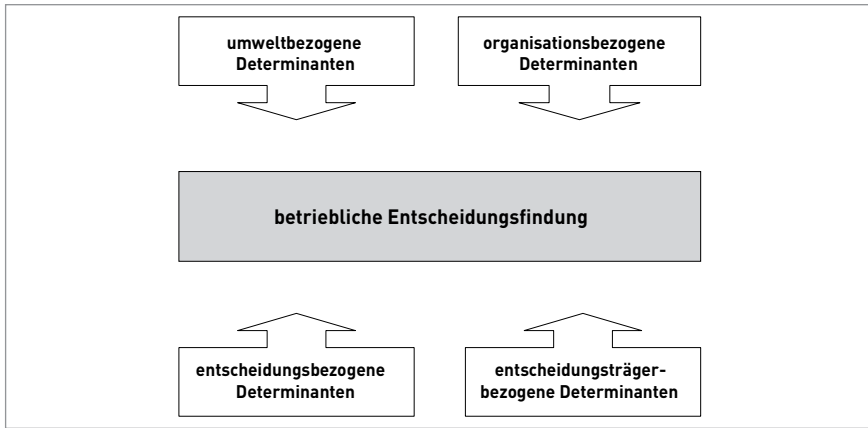 umweltbezogene
Determinanten
organisationsbezogene
Determinanten
betriebliche Entscheidungsfindung
entscheidungsbezogene
Determinanten
entscheidungsträger-
bezogene Determinanten